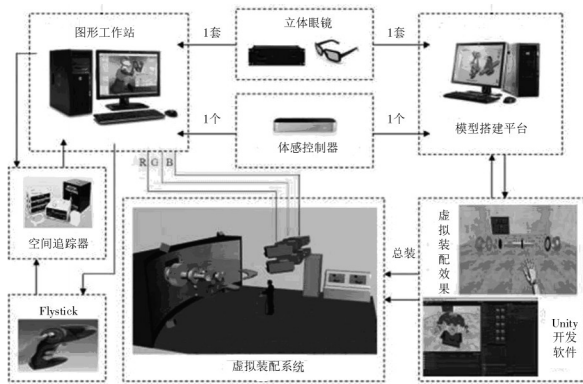 图形工作站
1套
立体眼镜
1套
1个
体感控制器
1个
模型搭建平台
R G B
空间追踪器
Flystick
虚拟装配系统
总装
虚拟装配效果
Unity
开发
软件